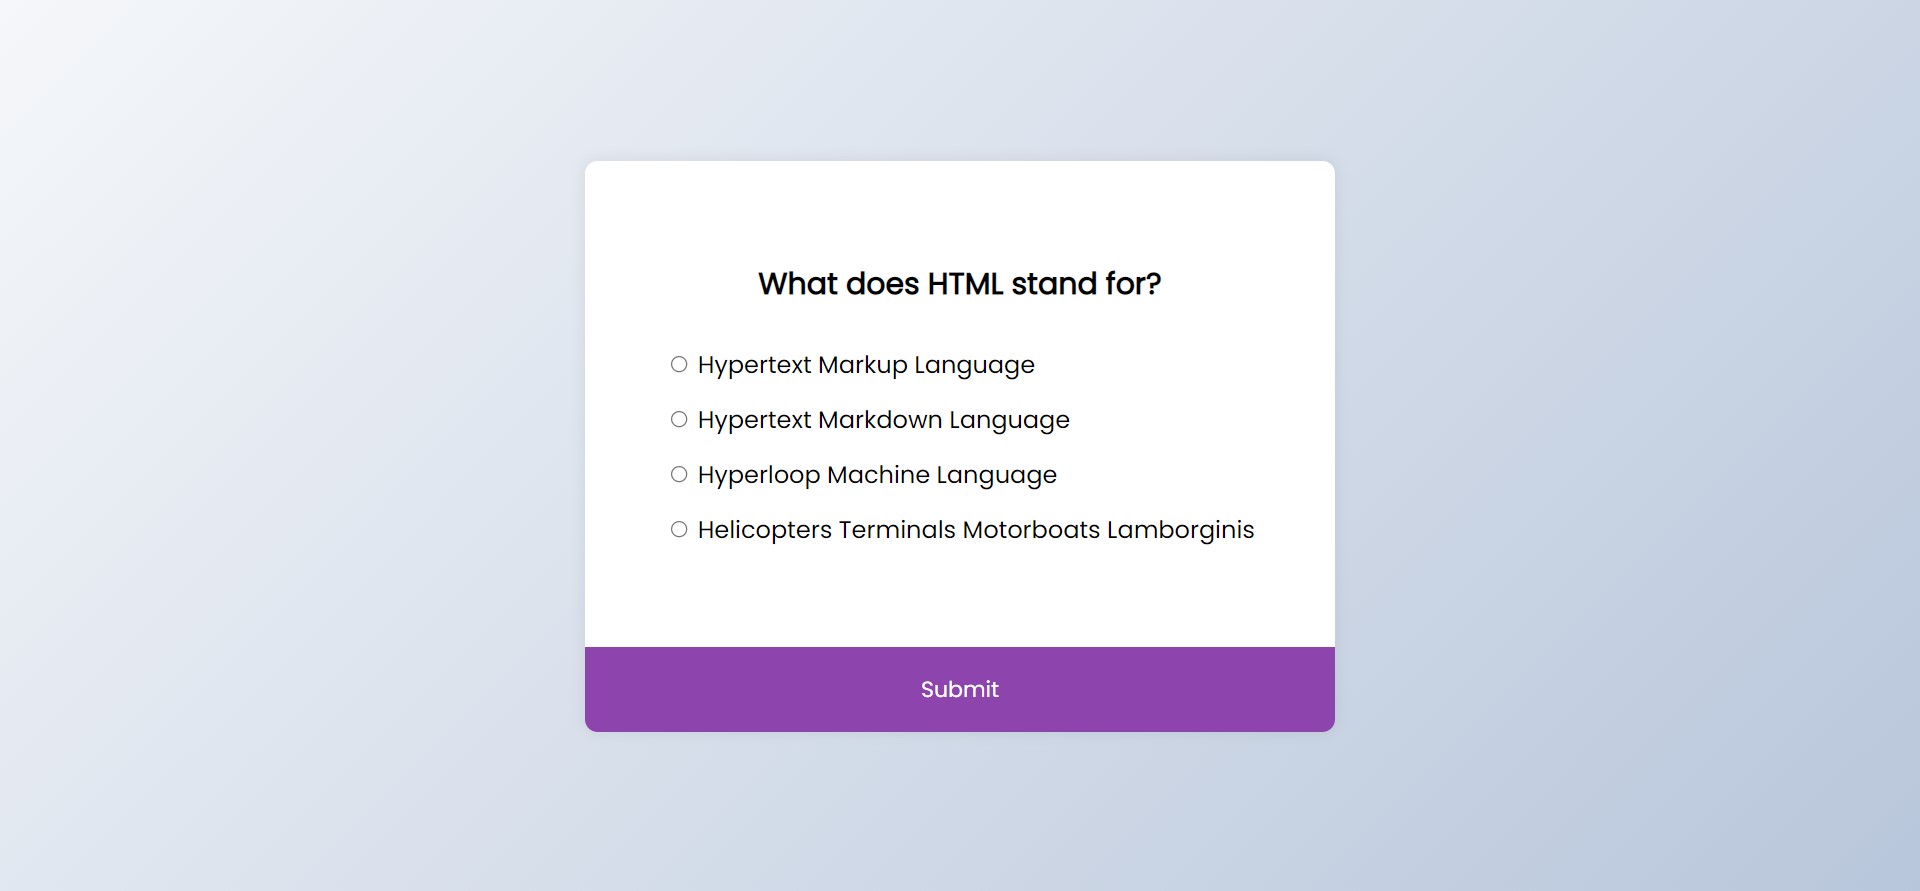 What does HTML stand for?
Hypertext Markup Language
Hypertext Markdown Language
Hyperloop Machine Language
Helicopters Terminals Motorboats Lamborginis
Submit